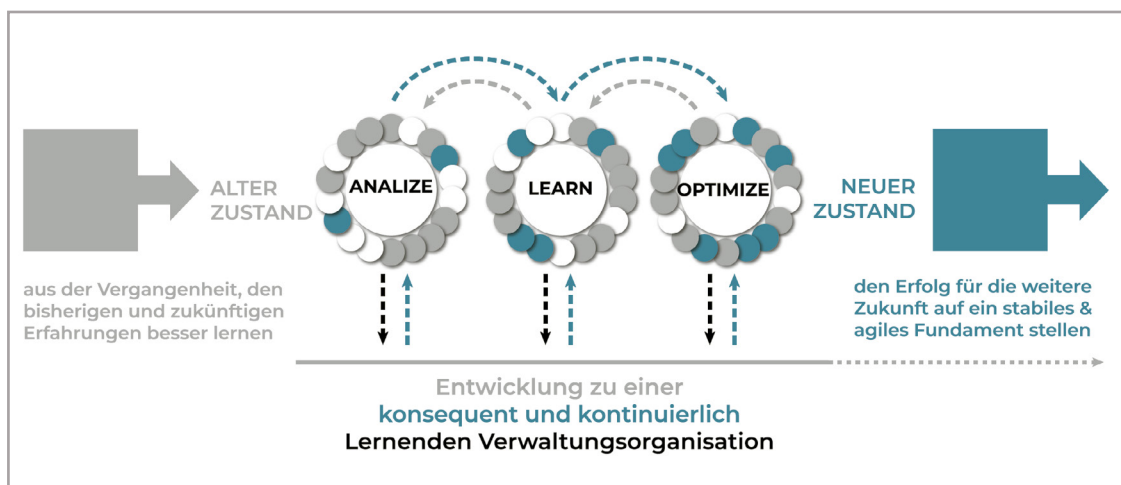 ALTER
ZUSTAND
aus der Vergangenheit, den
bisherigen und zukünftigen
Erfahrungen besser lernen
ANALIZE
LEARN
OPTIMIZE
NEUER
ZUSTAND
den Erfolg für die weitere
Zukunft auf ein stabiles &
agiles Fundament stellen
Entwicklung zu einer
konsequent und kontinuierlich
Lernenden Verwaltungsorganisation